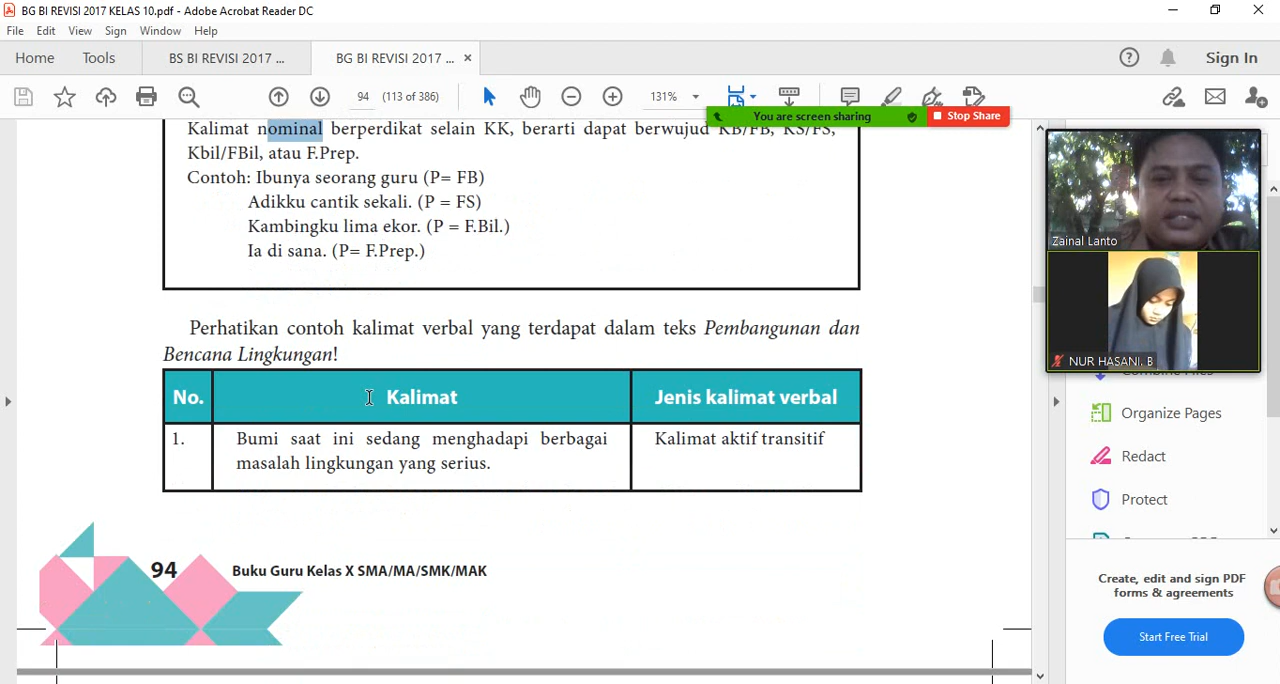 BG BI REVISI 2017 KELAS 10.pdf - Adobe Acrobat Reader DC
File Edit View Sign Window Help
Home Tools BS BI REVISI 2017 ... BG BI REVISI 2017 ... × Sign In
94 (113 of 386) 131%
You are screen sharing Stop Share
Kalimat nominal berperdikat selain KK, berarti dapat berwujud KB/FB, KS/FS,
Kbil/FBil, atau F.Prep.
Contoh: Ibunya seorang guru (P= FB)
Adikku cantik sekali. (P = FS)
Kambingku lima ekor. (P = F.Bil.)
Ia di sana. (P= F.Prep.)
Perhatikan contoh kalimat verbal yang terdapat dalam teks Pembangunan dan
Bencana Lingkungan!
No. Kalimat Jenis kalimat verbal
1. Bumi saat ini sedang menghadapi berbagai Kalimat aktif transitif
masalah lingkungan yang serius.
94 Buku Guru Kelas X SMA/MA/SMK/MAK
Zainal Lanto
NUR HASANI. B
Combine Files
Organize Pages
Redact
Protect
Create, edit and sign PDF
forms & agreements
Start Free Trial